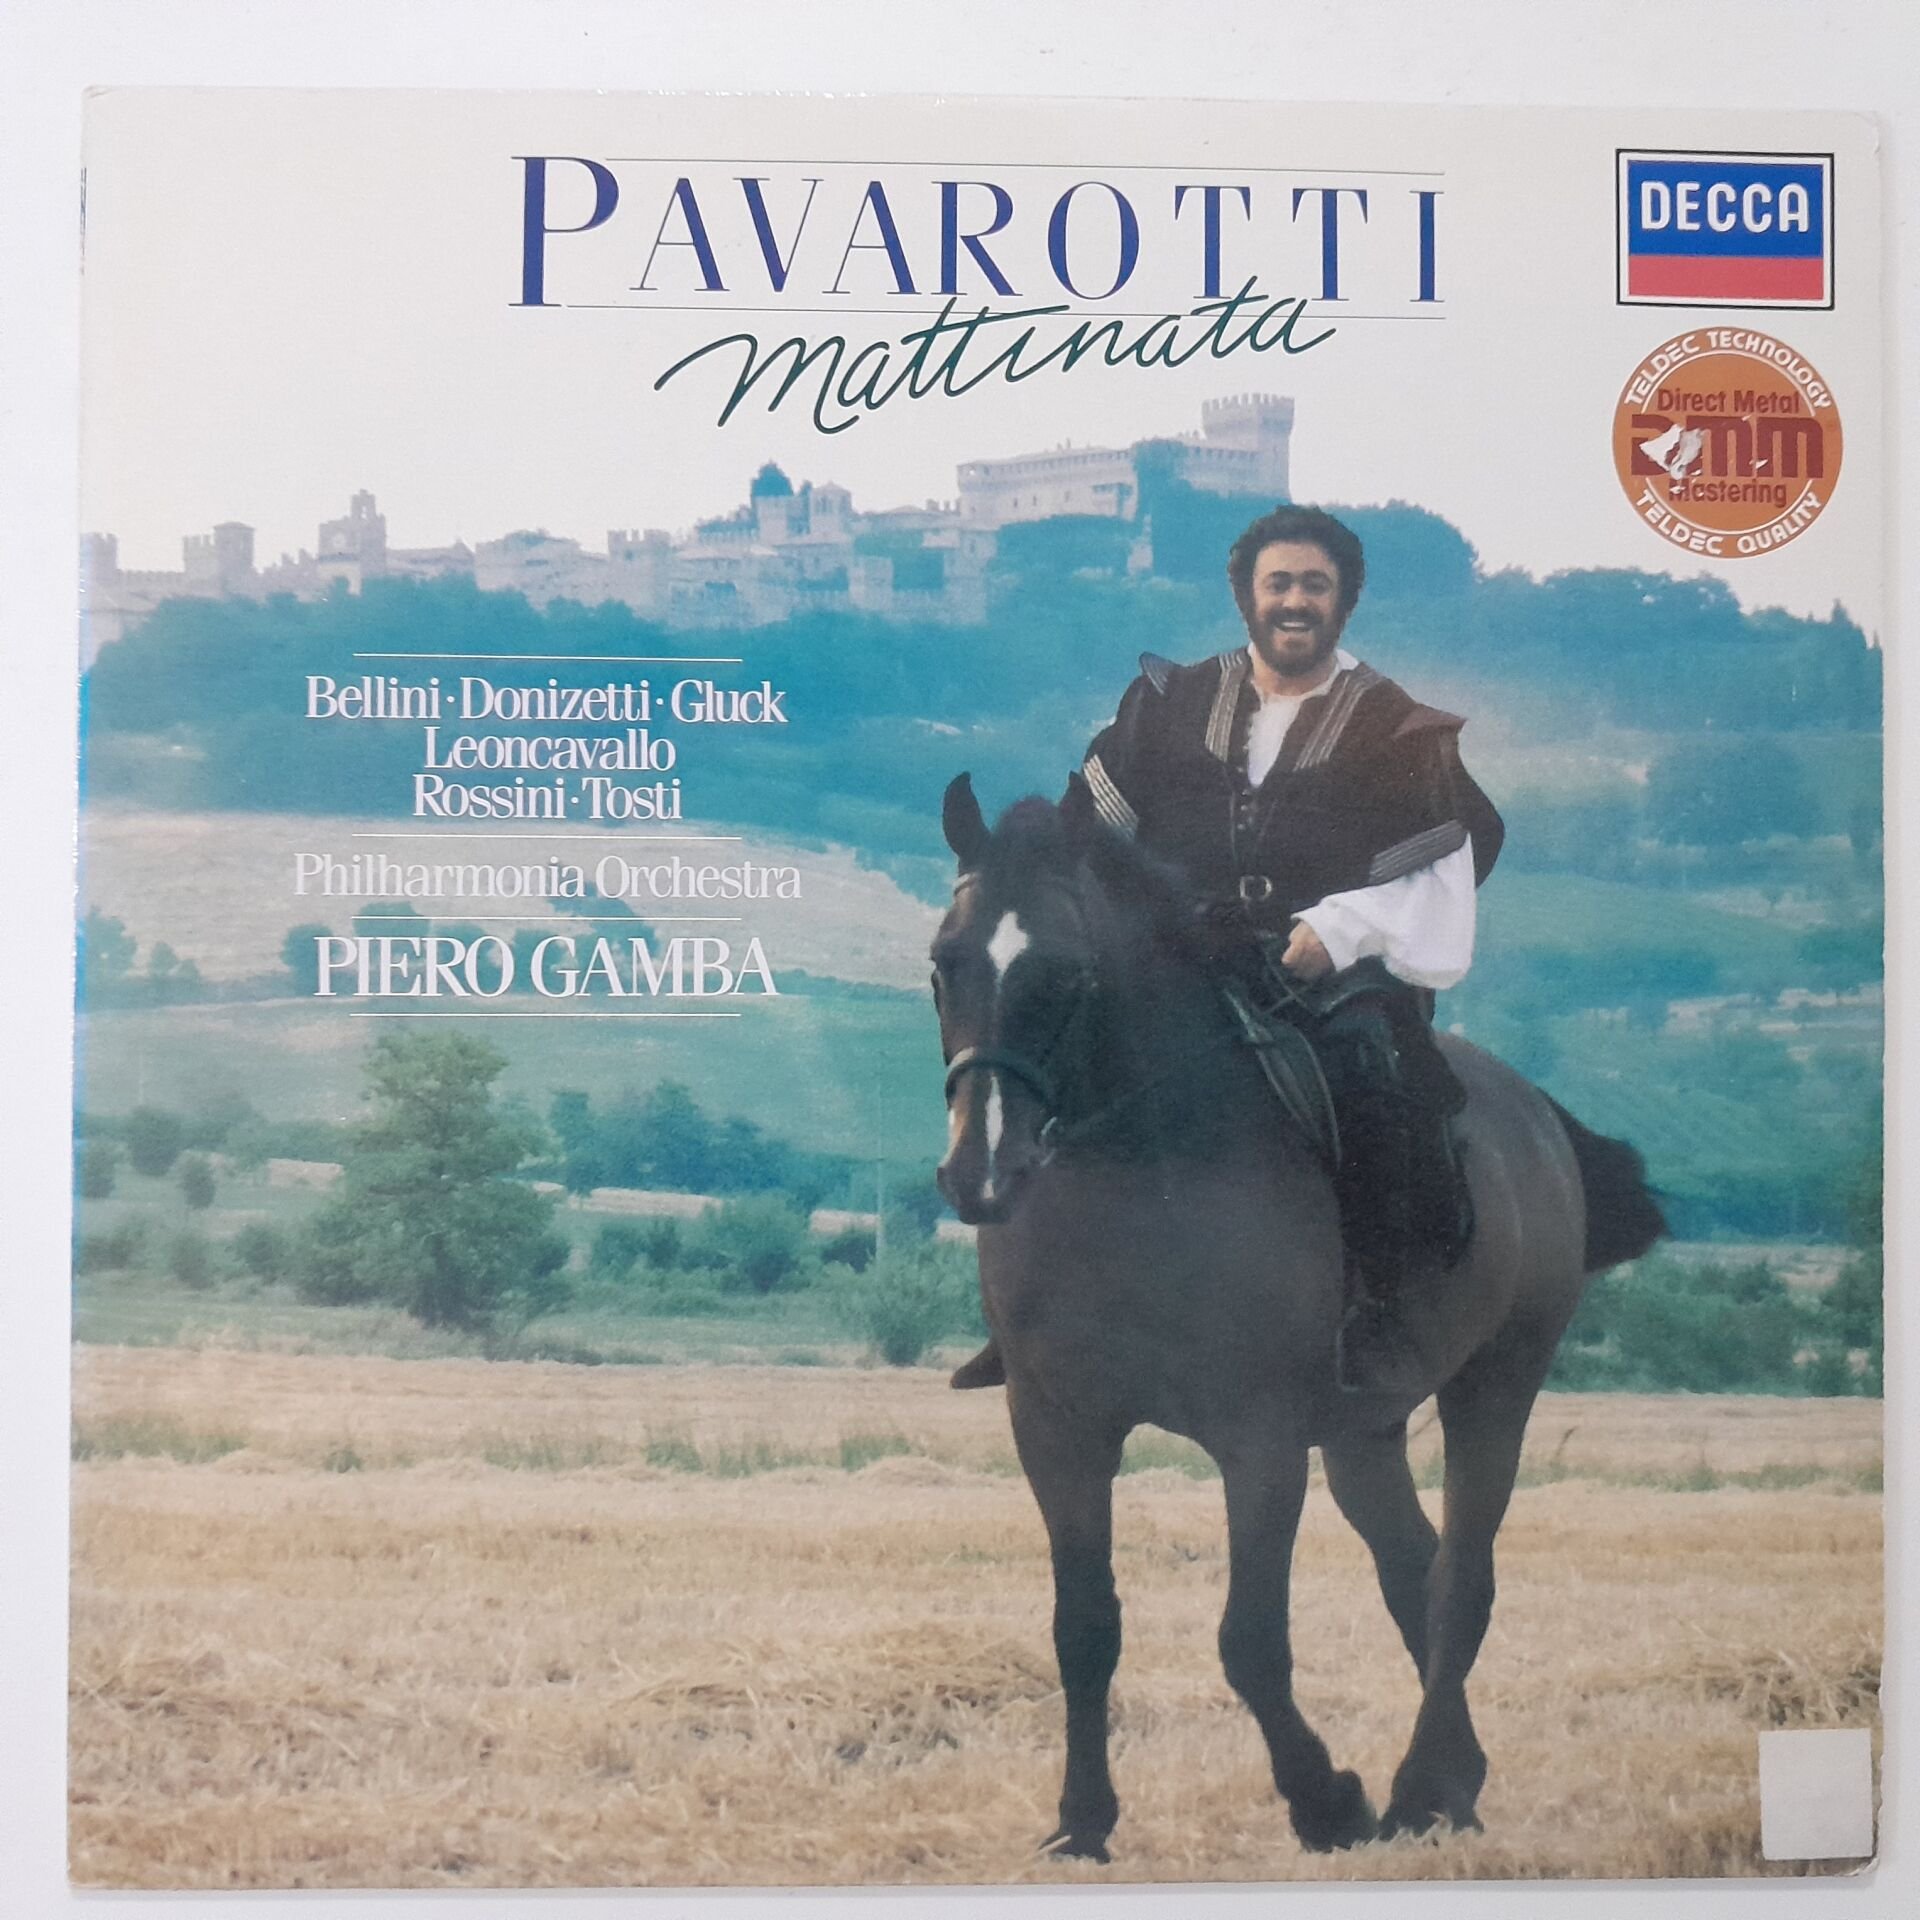 PAVAROTTI
mattinata
DECCA
TELDEC TECHNOLOGY
Direct Metal
DMM
Mastering
TELDEC QUALITY
Bellini·Donizetti·Gluck
Leoncavallo
Rossini·Tosti
Philharmonia Orchestra
PIERO GAMBA